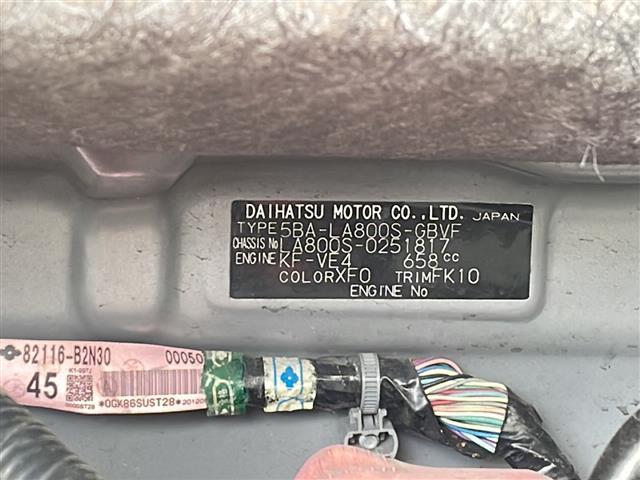 DAIHATSU MOTOR CO.,LTD. JAPAN
TYPE 5BA-LA800S-GBVF
CHASSIS No LA800S-0251817
ENGINE KF-VE4 658cc
COLOR XF0 TRIM FK10
ENGINE No
82116-B2N30 00050
45
*0GK86SUST28*